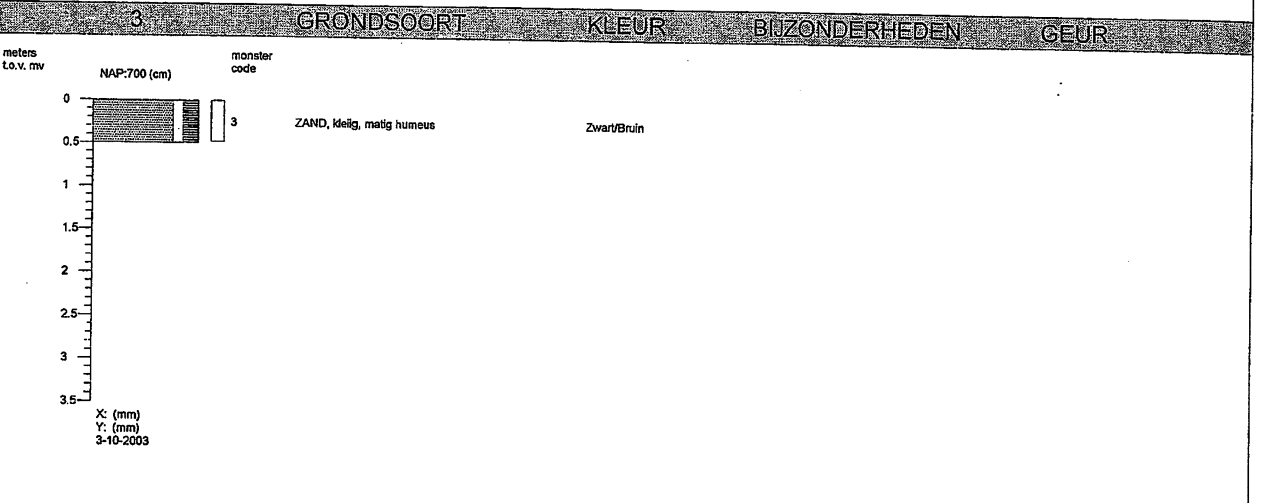 3 GRONDSOORT KLEUR BIJZONDERHEDEN GEUR
meters
t.o.v. mv
NAP:700 (cm)
monster
code
0
3 ZAND, kleiig, matig humeus Zwart/Bruin
0.5
1
1.5
2
2.5
3
3.5
X: (mm)
Y: (mm)
3-10-2003